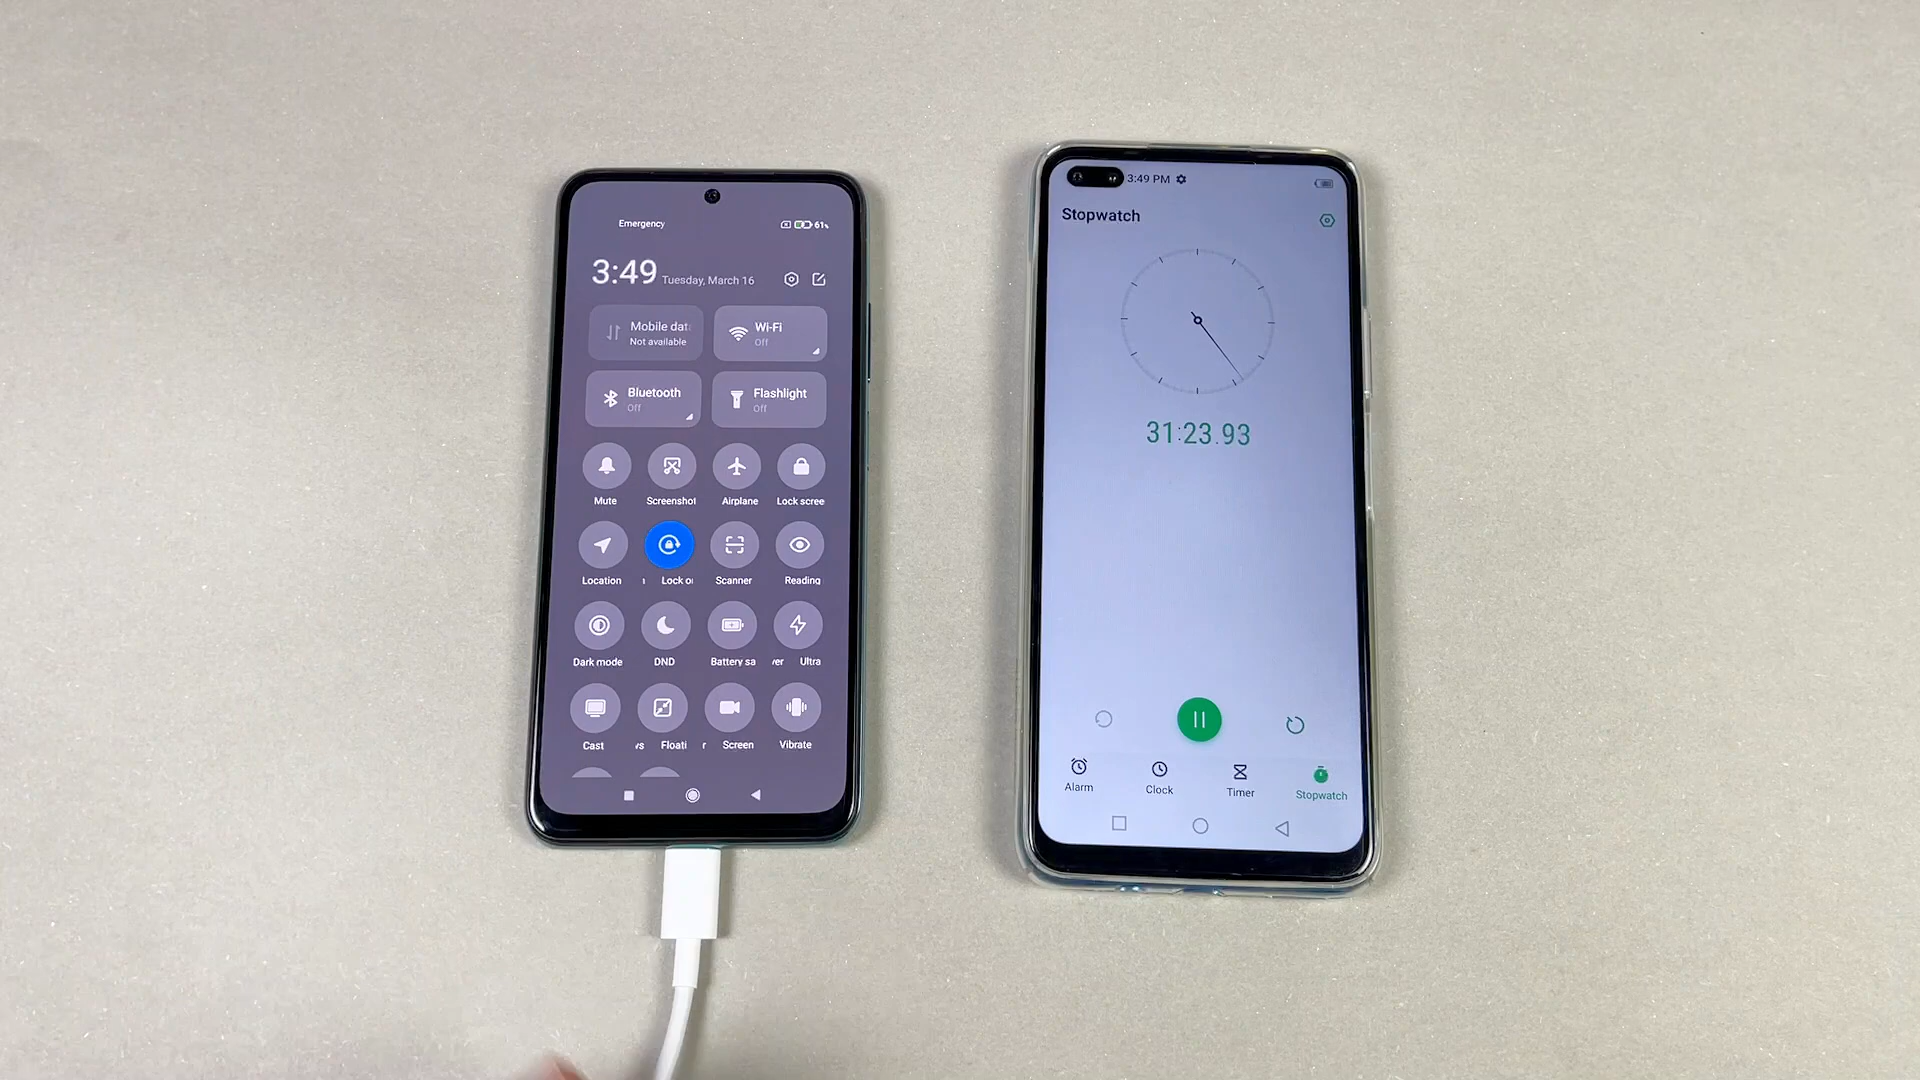 Emergency
61%
3:49 Tuesday, March 16
Mobile dat
Not available
Wi-Fi
Off
Bluetooth
Off
Flashlight
Off
Mute
Screenshot
Airplane
Lock scree
Location
Lock o
Scanner
Reading
Dark mode
DND
Battery sa
ver
Ultra
Cast
vs
Floati
r
Screen
Vibrate
3:49 PM
Stopwatch
31:23.93
Alarm
Clock
Timer
Stopwatch